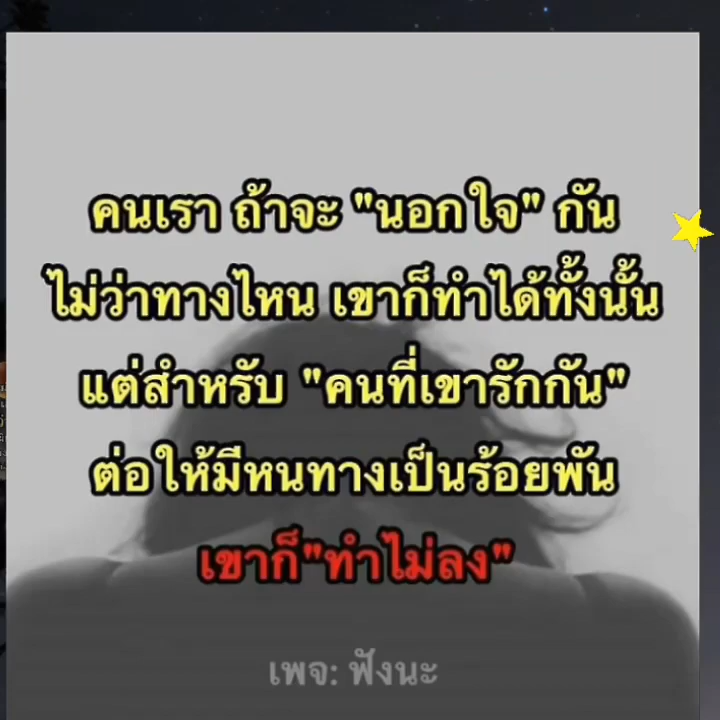 คนเรา ถ้าจะ "นอกใจ" กัน
ไม่ว่าทางไหน เขาก็ทำได้ทั้งนั้น
แต่สำหรับ "คนที่เขารักกัน"
ต่อให้มีหนทางเป็นร้อยพัน
เขาก็"ทำไม่ลง"
เพจ: ฟังนะ